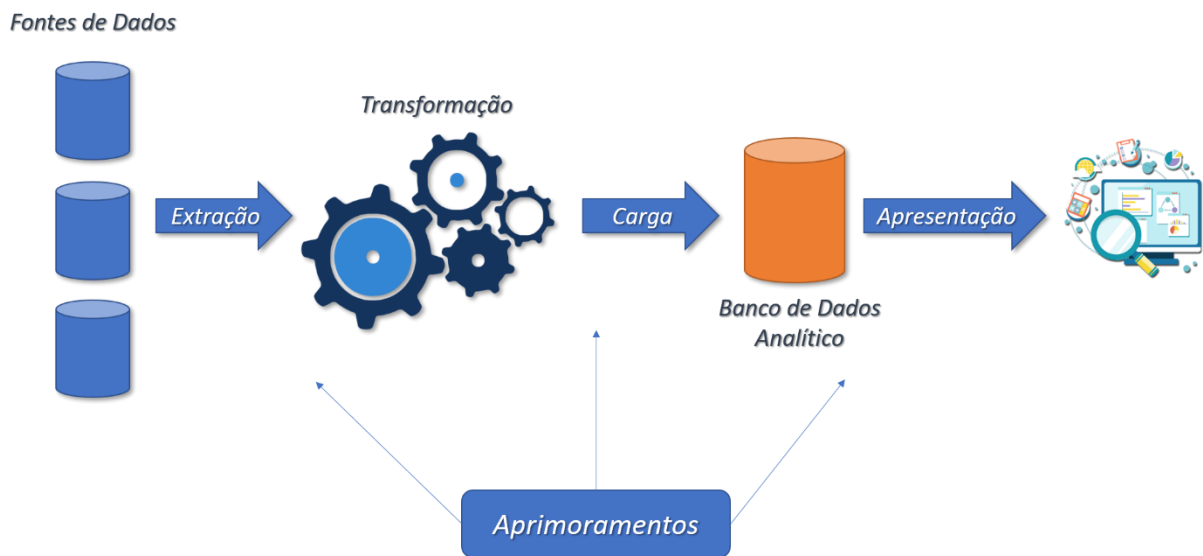 Fontes de Dados
Transformação
Extração
Carga
Apresentação
Banco de Dados
Analítico
Aprimoramentos